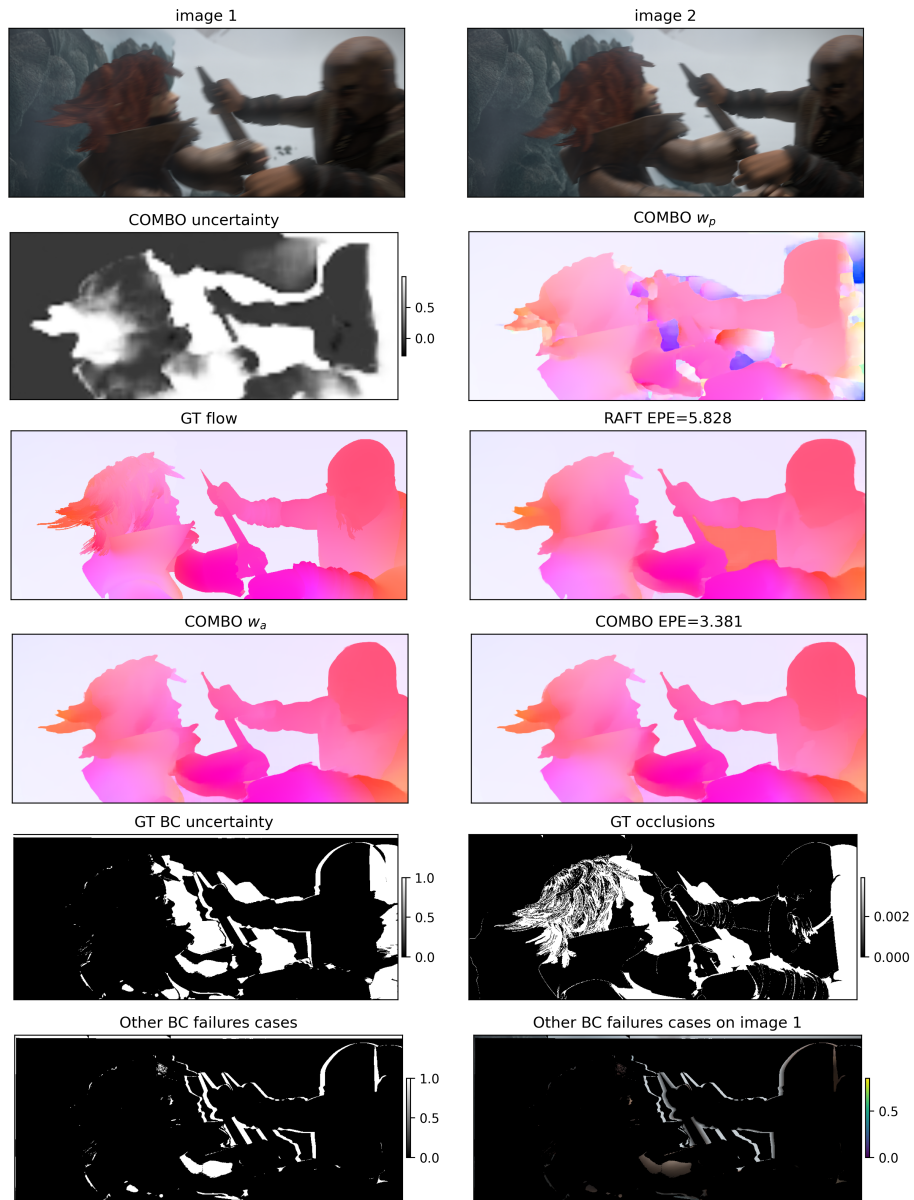 image 1
image 2
COMBO uncertainty
COMBO w_p
0.5
0.0
GT flow
RAFT EPE=5.828
COMBO w_a
COMBO EPE=3.381
GT BC uncertainty
GT occlusions
1.0
0.5
0.0
0.002
0.000
Other BC failures cases
Other BC failures cases on image 1
1.0
0.5
0.0
0.5
0.0